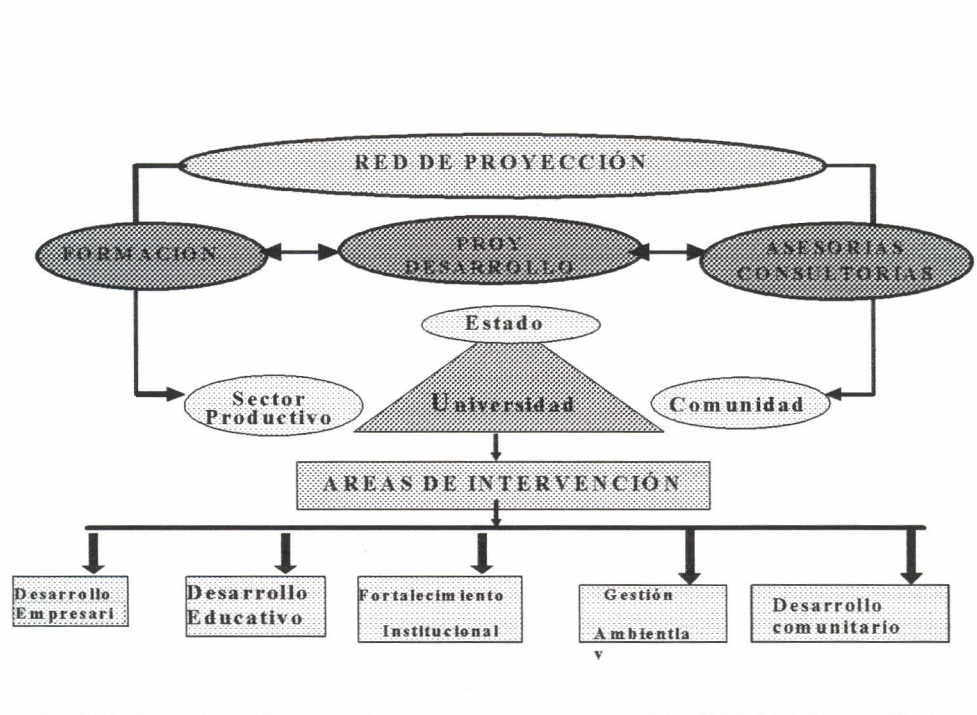 RED DE PROYECCIÓN
FORMACION
PROY
DESARROLLO
ASESORIAS
CONSULTORIAS
Estado
Sector
Productivo
Universidad
Comunidad
AREAS DE INTERVENCIÓN
Desarrollo
Empresari
Desarrollo
Educativo
Fortalecimiento
Institucional
Gestión
Ambientla
v
Desarrollo
comunitario